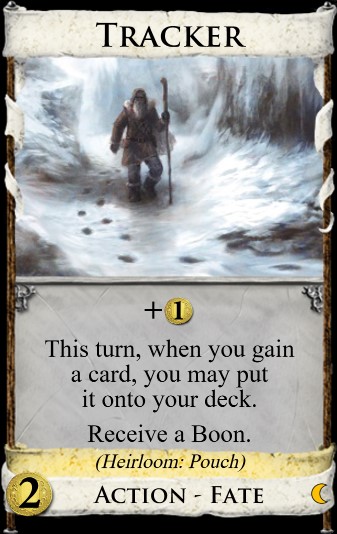 TRACKER
+1
This turn, when you gain
a card, you may put
it onto your deck.
Receive a Boon.
(Heirloom: Pouch)
2
ACTION - FATE